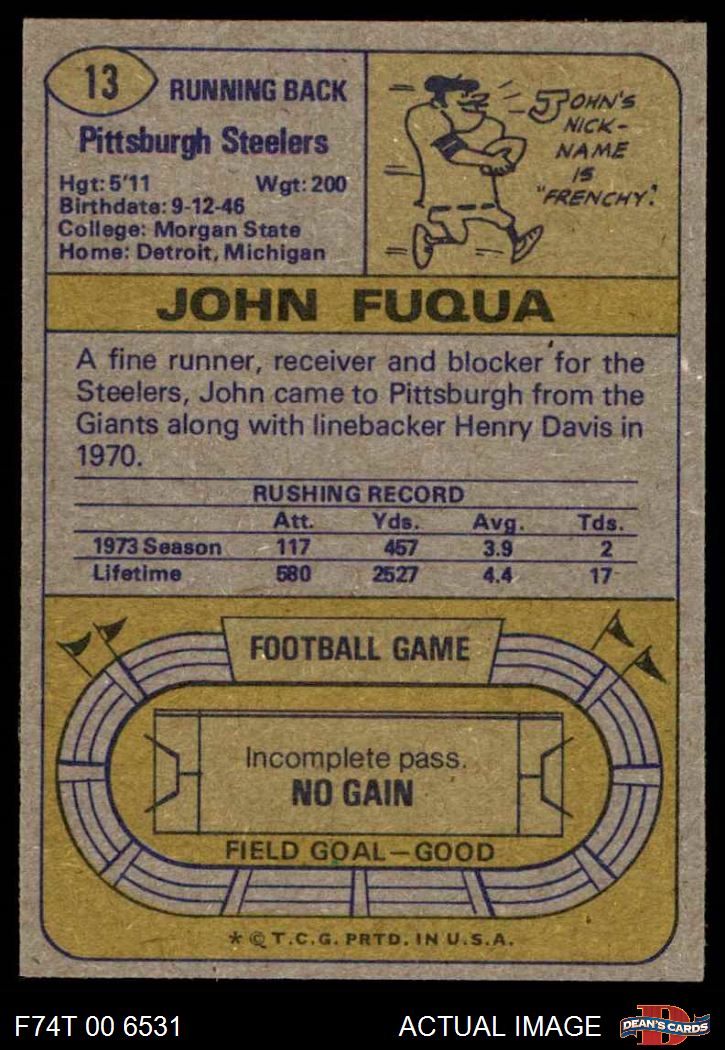 13
RUNNING BACK
Pittsburgh Steelers
Hgt: 5'11 Wgt: 200
Birthdate: 9-12-46
College: Morgan State
Home: Detroit, Michigan
JOHN'S
NICK-
NAME
IS
"FRENCHY."
JOHN FUQUA
A fine runner, receiver and blocker for the
Steelers, John came to Pittsburgh from the
Giants along with linebacker Henry Davis in
1970.
RUSHING RECORD
Att. Yds. Avg. Tds.
1973 Season 117 457 3.9 2
Lifetime 580 2527 4.4 17
FOOTBALL GAME
Incomplete pass.
NO GAIN
FIELD GOAL—GOOD
* © T.C.G. PRTD. IN U.S.A.
F74T 00 6531 ACTUAL IMAGE
D
DEAN'S CARDS